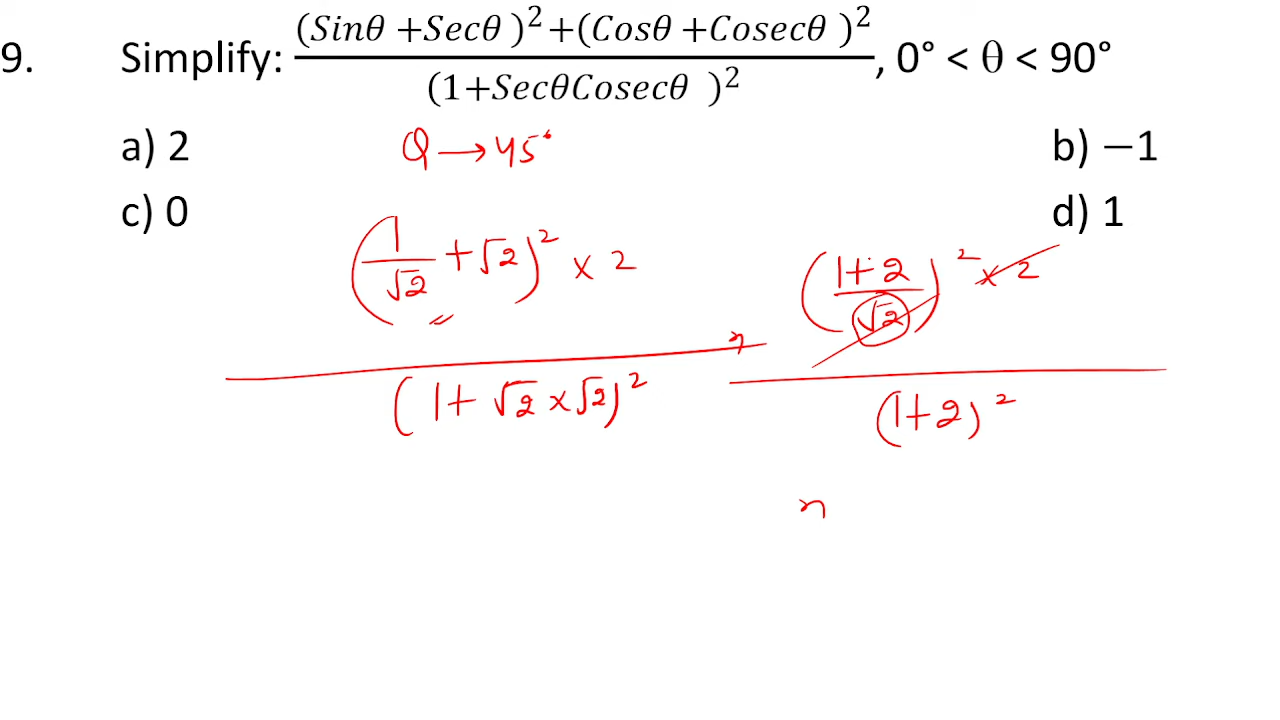 9. Simplify: (Sinθ +Secθ )²+(Cosθ +Cosecθ )² / (1+SecθCosecθ )², 0° < θ < 90°
a) 2 b) −1
c) 0 d) 1
Q → 45°
(1/√2 + √2)² × 2 / (1 + √2 × √2)²
(1+2/√2)² × 2 / (1+2)²